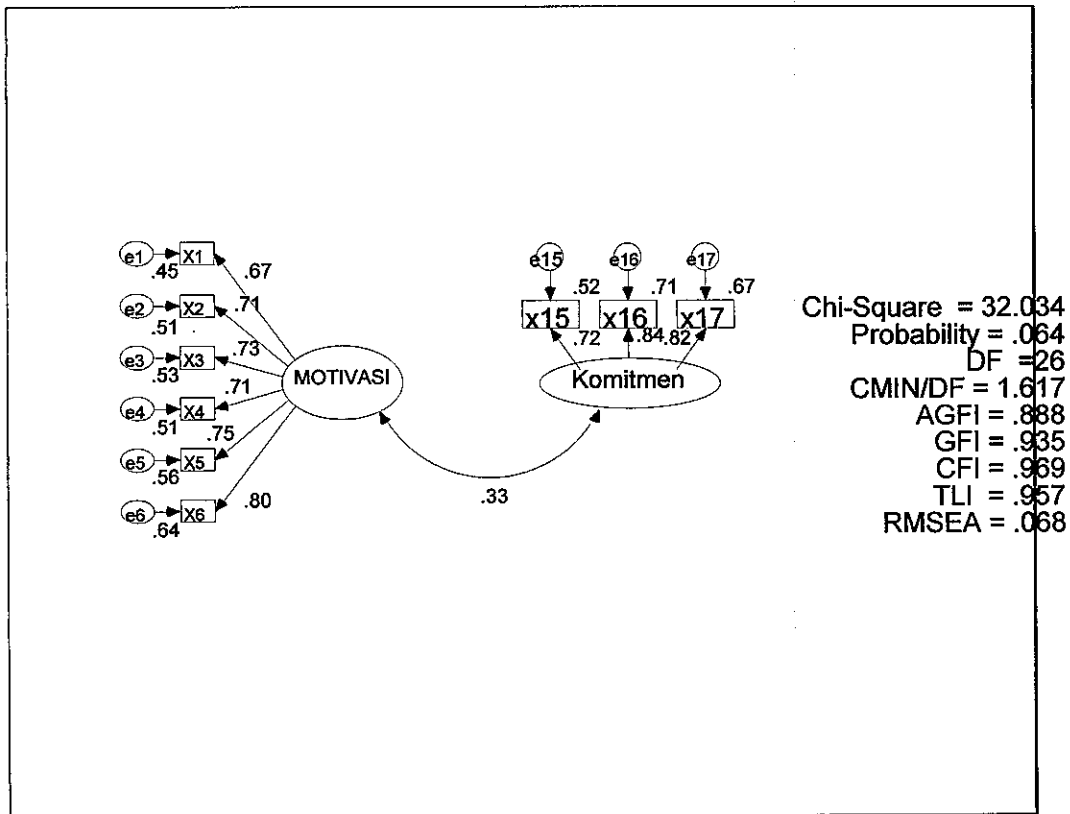 e1 X1
.45 .67
e2 X2 .71
.51
e3 X3 .73
.53
e4 X4 .71
.51 .75
e5 X5
.56
e6 X6 .80
.64
MOTIVASI
.33
e15 e16 e17
.52 .71 .67
x15 x16 x17
.72 .84 .82
Komitmen
Chi-Square = 32.034
Probability = .064
DF =26
CMIN/DF = 1.617
AGFI = .888
GFI = .935
CFI = .969
TLI = .957
RMSEA = .068